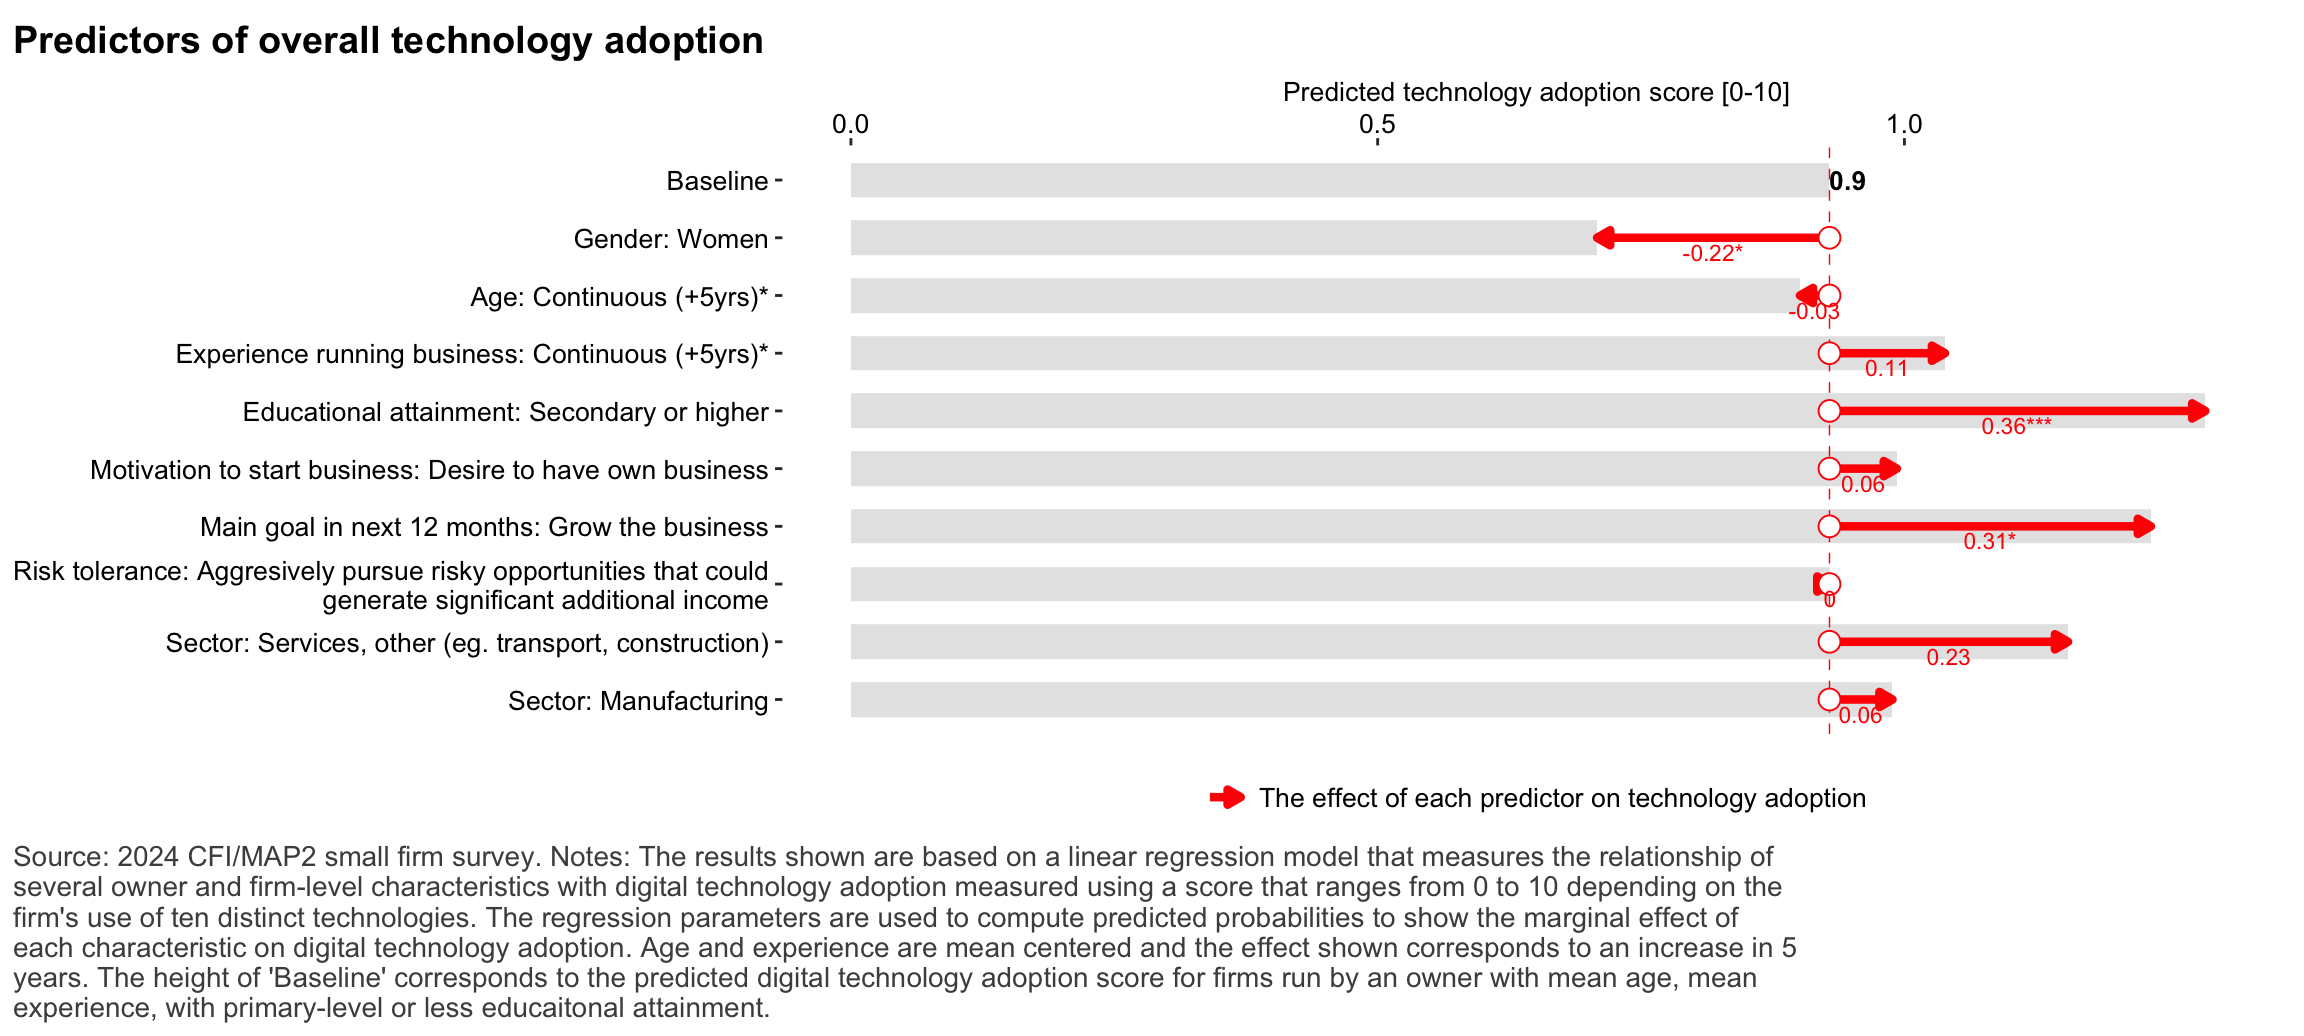 Predictors of overall technology adoption
Predicted technology adoption score [0-10]
0.0 0.5 1.0
Baseline 0.9
Gender: Women -0.22*
Age: Continuous (+5yrs)* -0.03
Experience running business: Continuous (+5yrs)* 0.11
Educational attainment: Secondary or higher 0.36***
Motivation to start business: Desire to have own business 0.06
Main goal in next 12 months: Grow the business 0.31*
Risk tolerance: Aggresively pursue risky opportunities that could
generate significant additional income 0
Sector: Services, other (eg. transport, construction) 0.23
Sector: Manufacturing 0.06
The effect of each predictor on technology adoption
Source: 2024 CFI/MAP2 small firm survey. Notes: The results shown are based on a linear regression model that measures the relationship of
several owner and firm-level characteristics with digital technology adoption measured using a score that ranges from 0 to 10 depending on the
firm's use of ten distinct technologies. The regression parameters are used to compute predicted probabilities to show the marginal effect of
each characteristic on digital technology adoption. Age and experience are mean centered and the effect shown corresponds to an increase in 5
years. The height of 'Baseline' corresponds to the predicted digital technology adoption score for firms run by an owner with mean age, mean
experience, with primary-level or less educaitonal attainment.